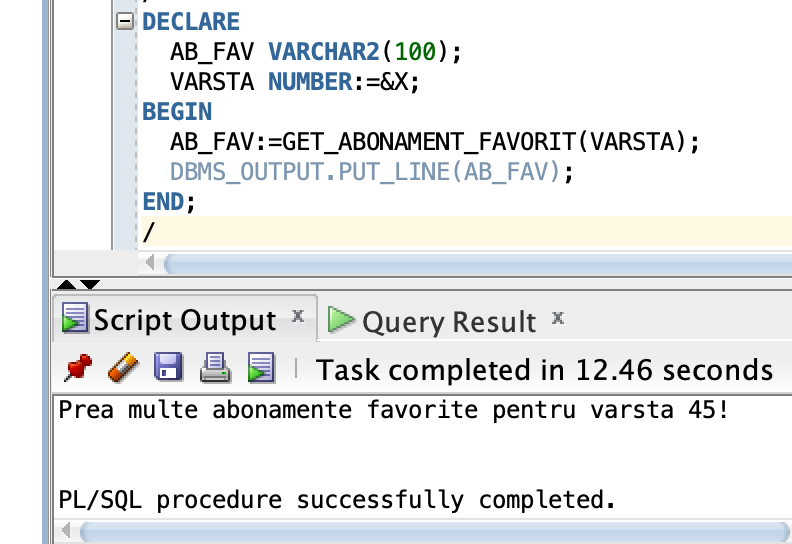 DECLARE
AB_FAV VARCHAR2(100);
VARSTA NUMBER:=&X;
BEGIN
AB_FAV:=GET_ABONAMENT_FAVORIT(VARSTA);
DBMS_OUTPUT.PUT_LINE(AB_FAV);
END;
/
Script Output x Query Result x
Task completed in 12.46 seconds
Prea multe abonamente favorite pentru varsta 45!
PL/SQL procedure successfully completed.